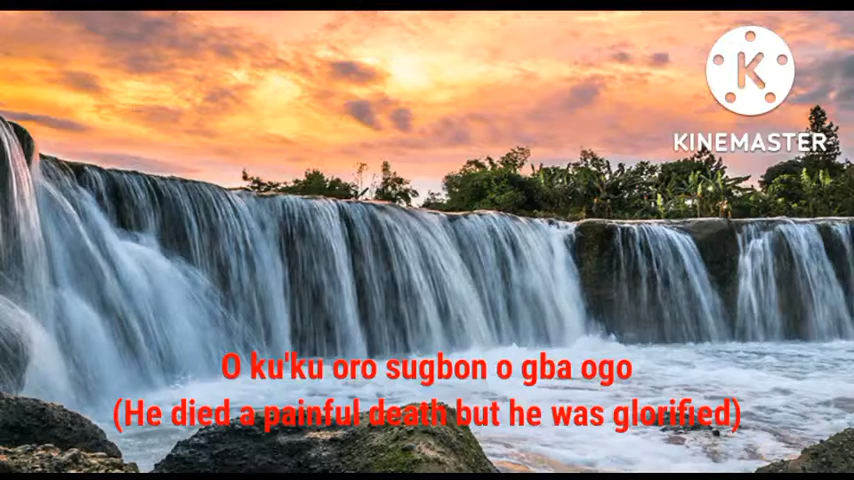 K
KINEMASTER
O ku'ku oro sugbon o gba ogo
(He died a painful death but he was glorified)